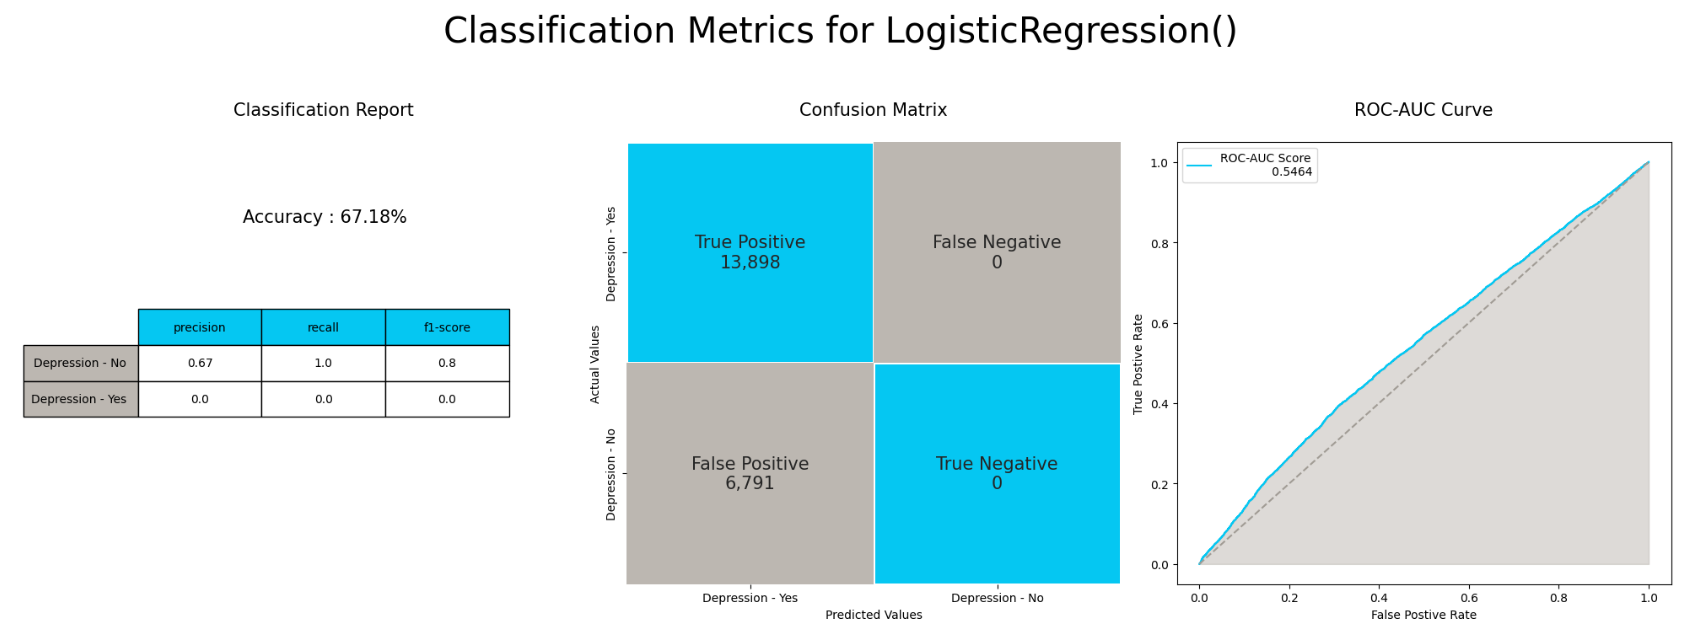 Classification Metrics for LogisticRegression()
Classification Report
Accuracy : 67.18%
precision recall f1-score
Depression - No 0.67 1.0 0.8
Depression - Yes 0.0 0.0 0.0
Confusion Matrix
Actual Values
Depression - Yes
Depression - No
True Positive
13,898
False Negative
0
False Positive
6,791
True Negative
0
Depression - Yes Depression - No
Predicted Values
ROC-AUC Curve
ROC-AUC Score
0.5464
True Postive Rate
1.0
0.8
0.6
0.4
0.2
0.0
0.0 0.2 0.4 0.6 0.8 1.0
False Postive Rate